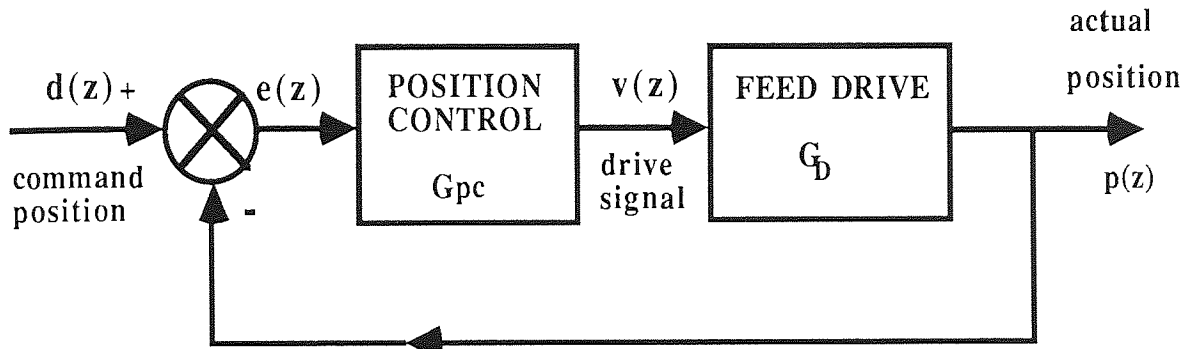 actual
position
d(z) +
e(z)
POSITION
CONTROL
Gpc
v(z)
FEED DRIVE
G_D
command
position
drive
signal
p(z)
-